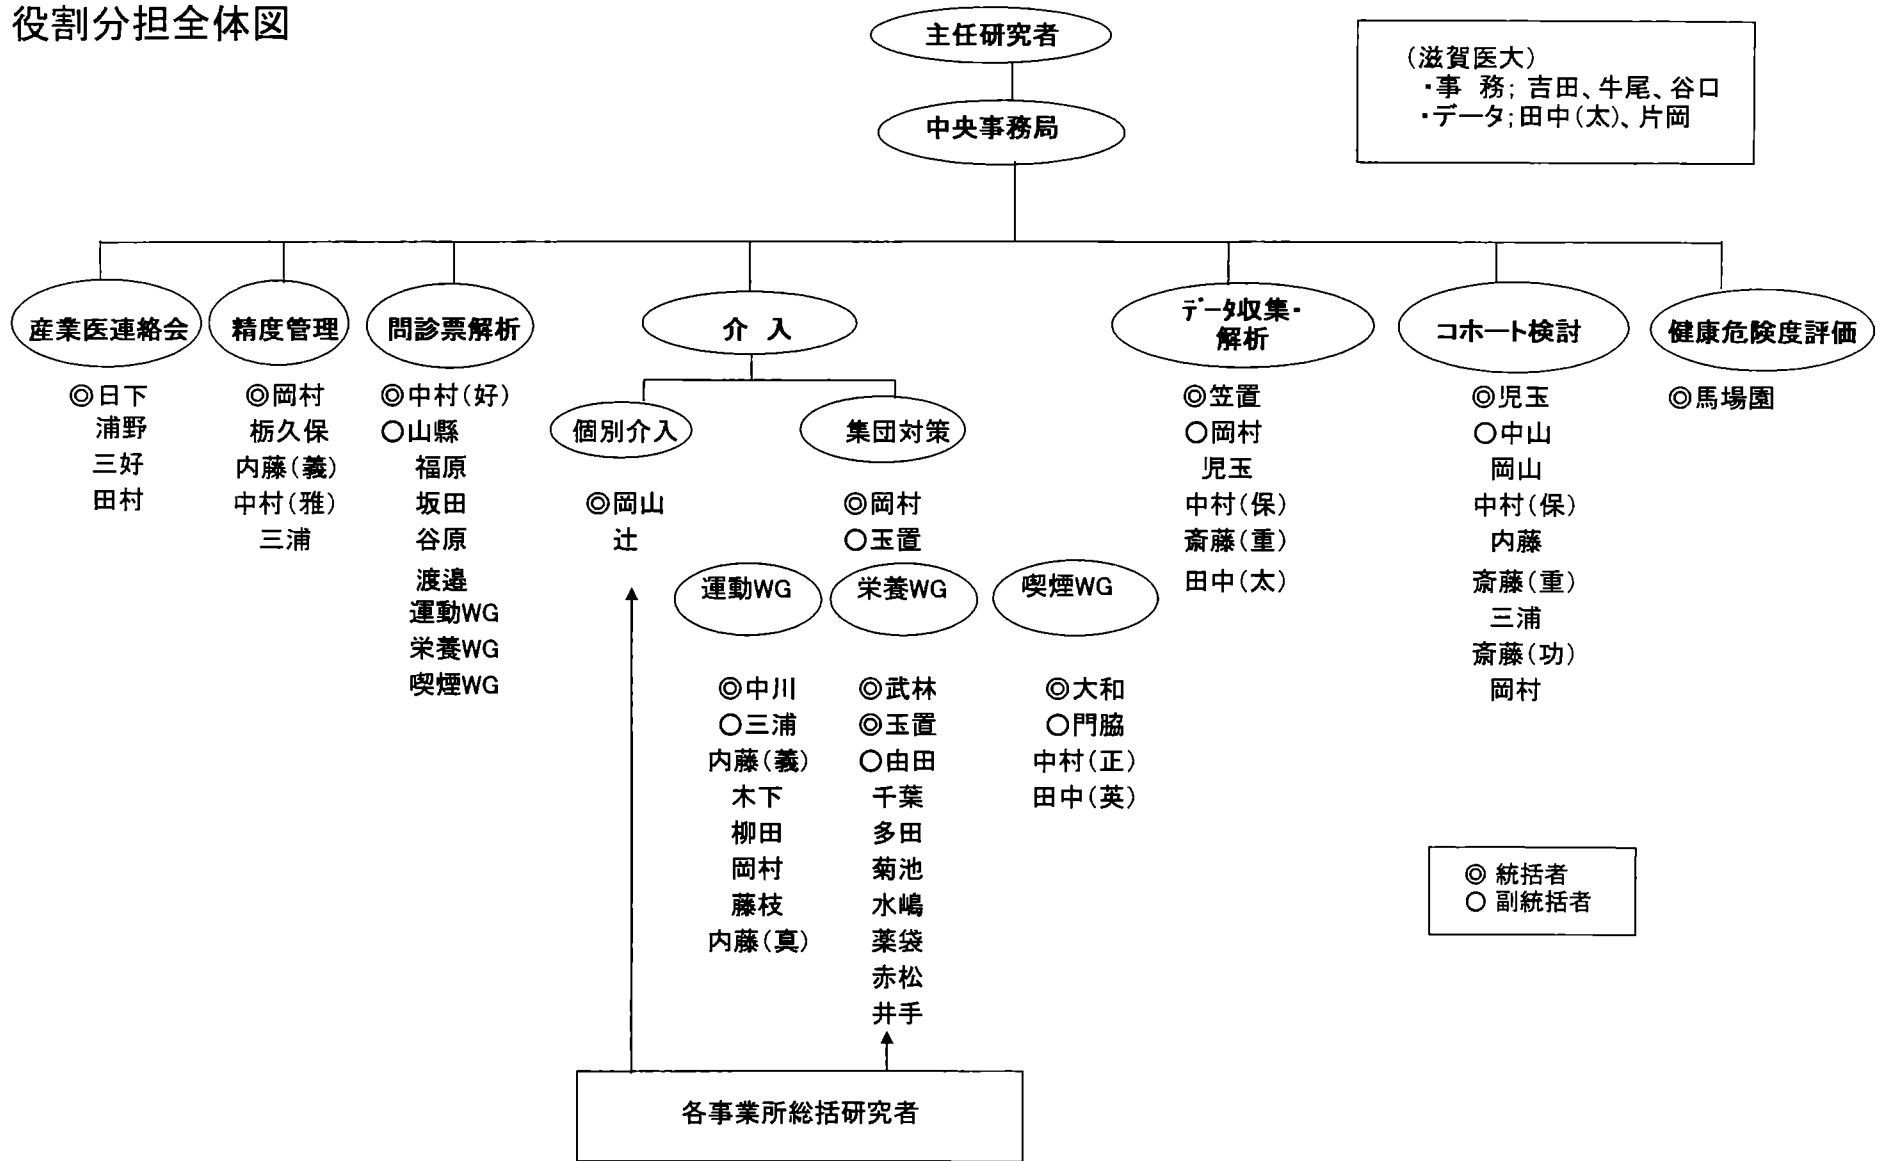 役割分担全体図
主任研究者
中央事務局
(滋賀医大)
・事 務; 吉田、牛尾、谷口
・データ;田中(太)、片岡
産業医連絡会
◎日下
浦野
三好
田村
精度管理
◎岡村
栃久保
内藤(義)
中村(雅)
三浦
問診票解析
◎中村(好)
○山縣
福原
坂田
谷原
渡邉
運動WG
栄養WG
喫煙WG
介 入
個別介入
◎岡山
辻
集団対策
◎岡村
○玉置
運動WG
◎中川
○三浦
内藤(義)
木下
柳田
岡村
藤枝
内藤(真)
栄養WG
◎武林
◎玉置
○由田
千葉
多田
菊池
水嶋
薬袋
赤松
井手
喫煙WG
◎大和
○門脇
中村(正)
田中(英)
データ収集・
解析
◎笠置
○岡村
児玉
中村(保)
斎藤(重)
田中(太)
コホート検討
◎児玉
○中山
岡山
中村(保)
内藤
斎藤(重)
三浦
斎藤(功)
岡村
健康危険度評価
◎馬場園
各事業所総括研究者
◎ 統括者
○ 副統括者